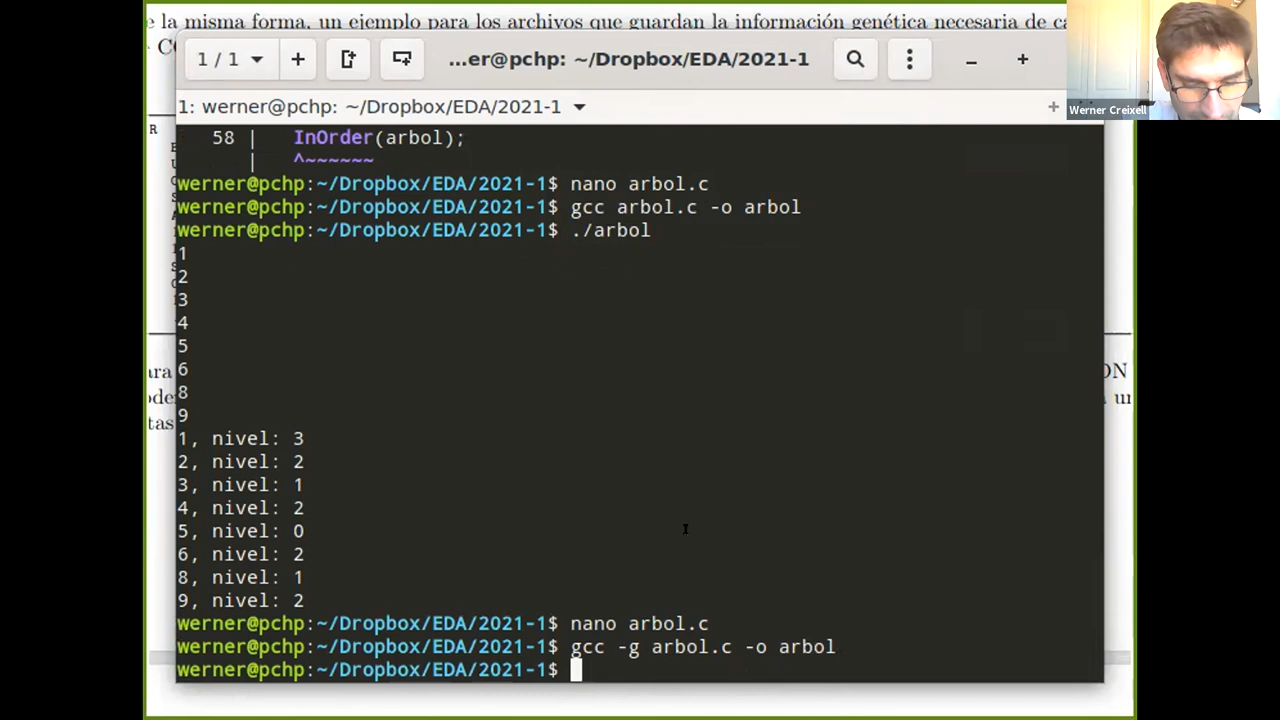 e la misma forma, un ejemplo para los archivos que guardan la información genética necesaria de ca
1 / 1
...er@pchp: ~/Dropbox/EDA/2021-1
Werner Creixell
1: werner@pchp: ~/Dropbox/EDA/2021-1
58 | InOrder(arbol);
| ^~~~~~~
werner@pchp:~/Dropbox/EDA/2021-1$ nano arbol.c
werner@pchp:~/Dropbox/EDA/2021-1$ gcc arbol.c -o arbol
werner@pchp:~/Dropbox/EDA/2021-1$ ./arbol
1
2
3
4
5
6
8
9
1, nivel: 3
2, nivel: 2
3, nivel: 1
4, nivel: 2
5, nivel: 0
6, nivel: 2
8, nivel: 1
9, nivel: 2
werner@pchp:~/Dropbox/EDA/2021-1$ nano arbol.c
werner@pchp:~/Dropbox/EDA/2021-1$ gcc -g arbol.c -o arbol
werner@pchp:~/Dropbox/EDA/2021-1$